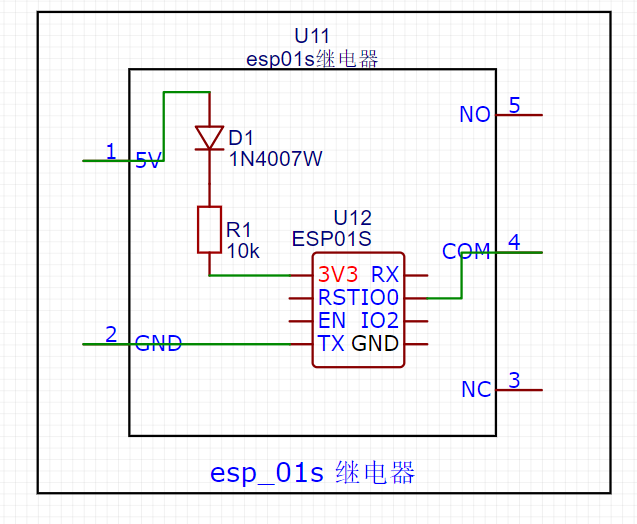 U11
esp01s继电器
1
5V
D1
1N4007W
NO
5
R1
10k
U12
ESP01S
COM
4
3V3 RX
RST IO0
EN IO2
TX GND
2
GND
NC
3
esp_01s 继电器